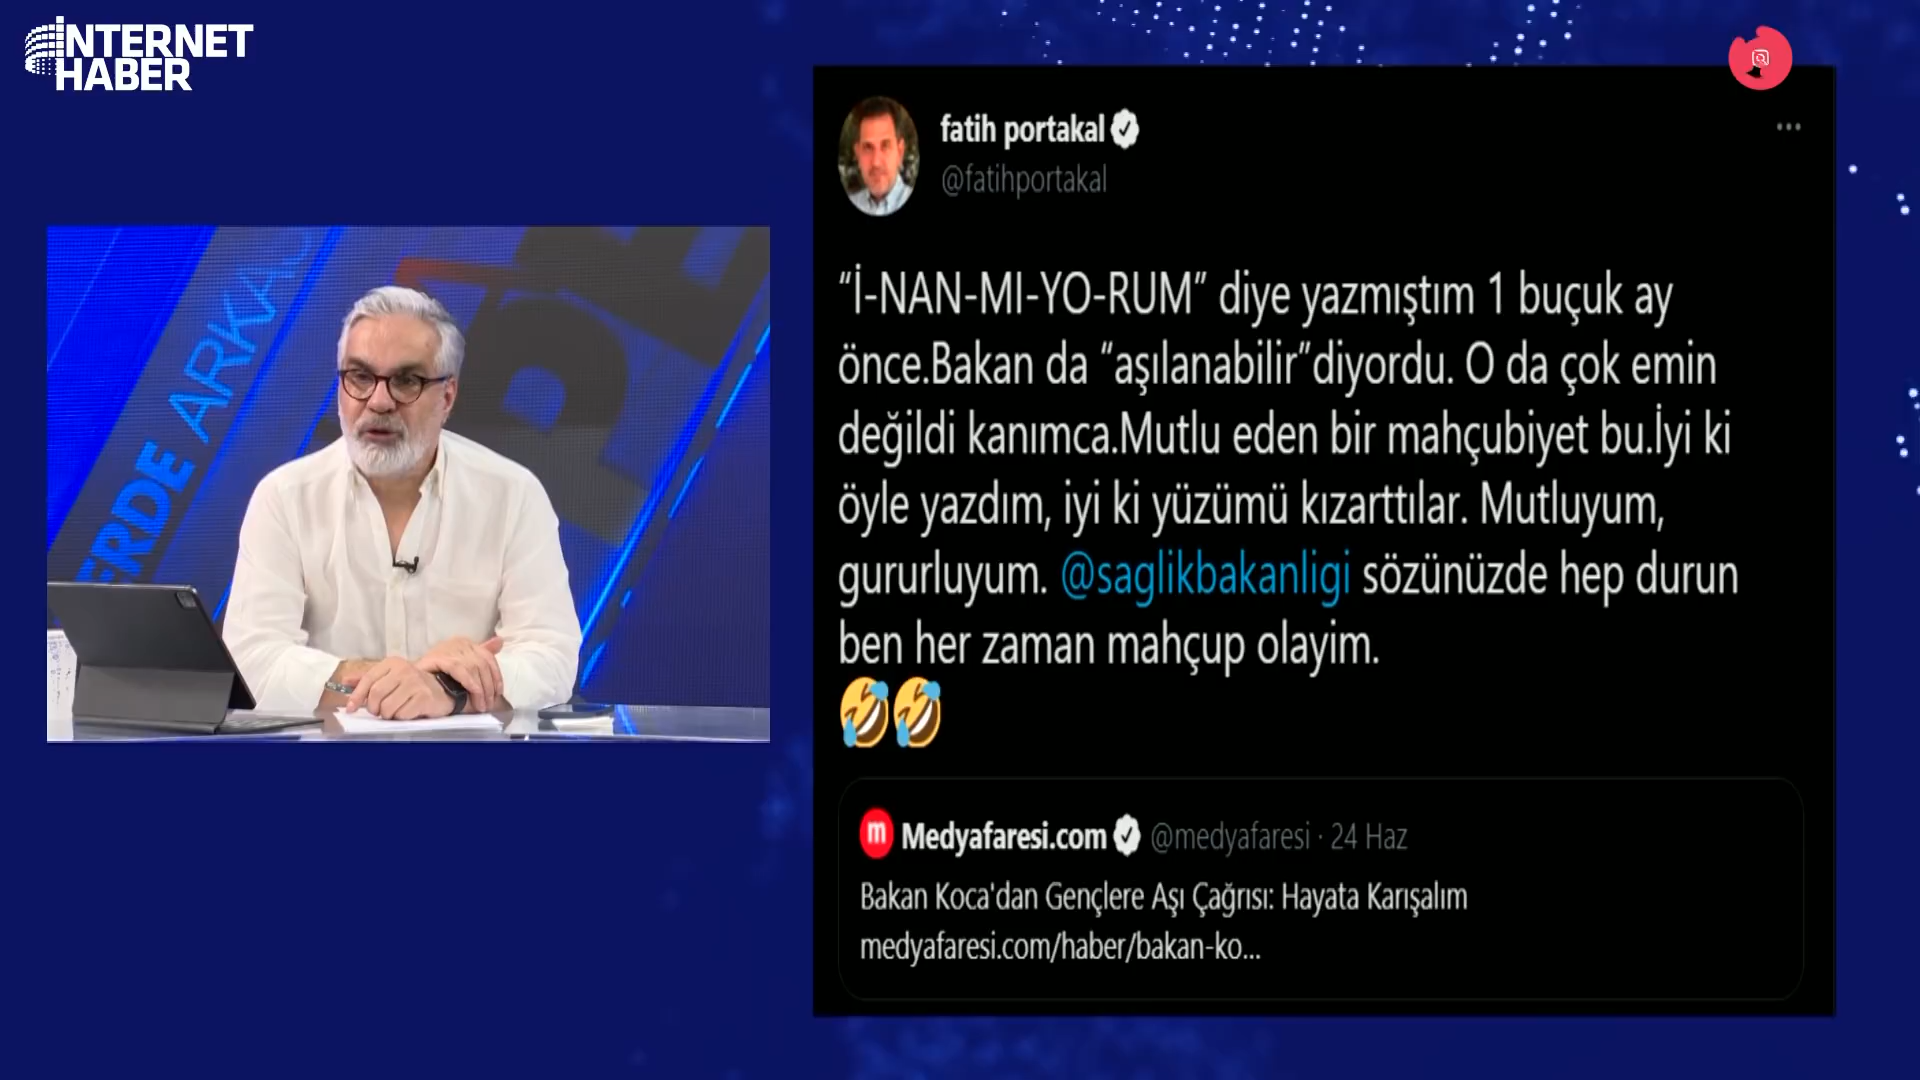 İNTERNET
HABER
fatih portakal
@fatihportakal
“İ-NAN-MI-YO-RUM” diye yazmıştım 1 buçuk ay
önce.Bakan da “aşılanabilir”diyordu. O da çok emin
değildi kanımca.Mutlu eden bir mahçubiyet bu.İyi ki
öyle yazdım, iyi ki yüzümü kızarttılar. Mutluyum,
gururluyum. @saglikbakanligi sözünüzde hep durun
ben her zaman mahçup olayim.
m Medyafaresi.com @medyafaresi · 24 Haz
Bakan Koca'dan Gençlere Aşı Çağrısı: Hayata Karışalım
medyafaresi.com/haber/bakan-ko...
ERDE ARKA
PE